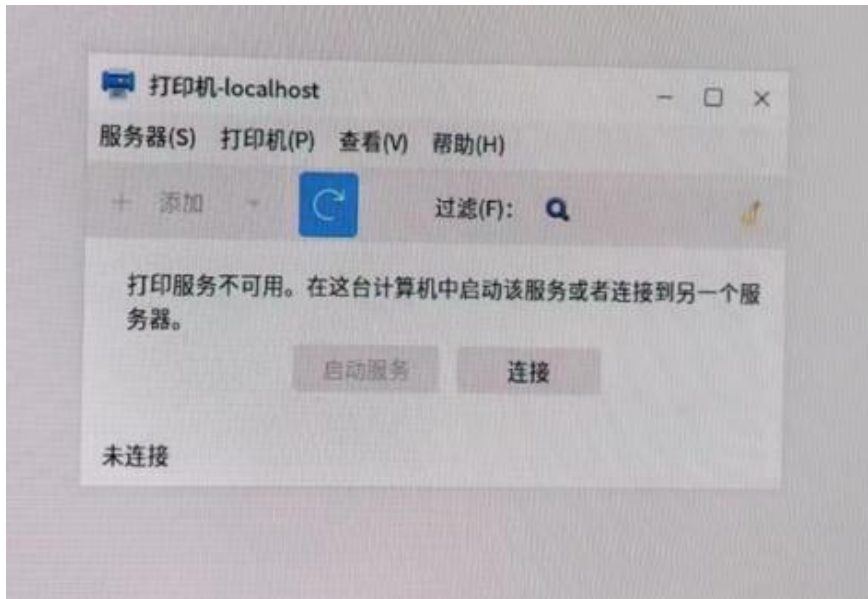 打印机-localhost
服务器(S) 打印机(P) 查看(V) 帮助(H)
添加 过滤(F):
打印服务不可用。在这台计算机中启动该服务或者连接到另一个服
务器。
启动服务 连接
未连接